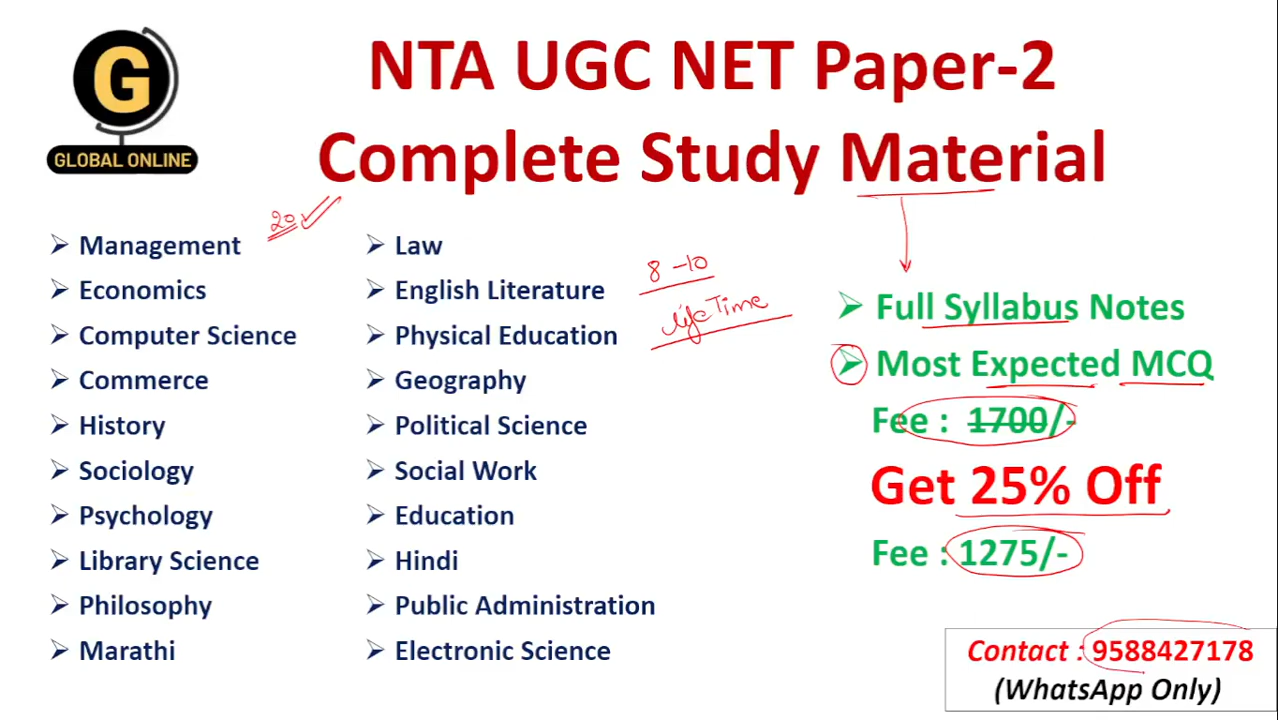 G
GLOBAL ONLINE
NTA UGC NET Paper-2
Complete Study Material
20
Management
Economics
Computer Science
Commerce
History
Sociology
Psychology
Library Science
Philosophy
Marathi
Law
English Literature
Physical Education
Geography
Political Science
Social Work
Education
Hindi
Public Administration
Electronic Science
8-10
LifeTime
Full Syllabus Notes
Most Expected MCQ
Fee : 1700/-
Get 25% Off
Fee : 1275/-
Contact : 9588427178
(WhatsApp Only)